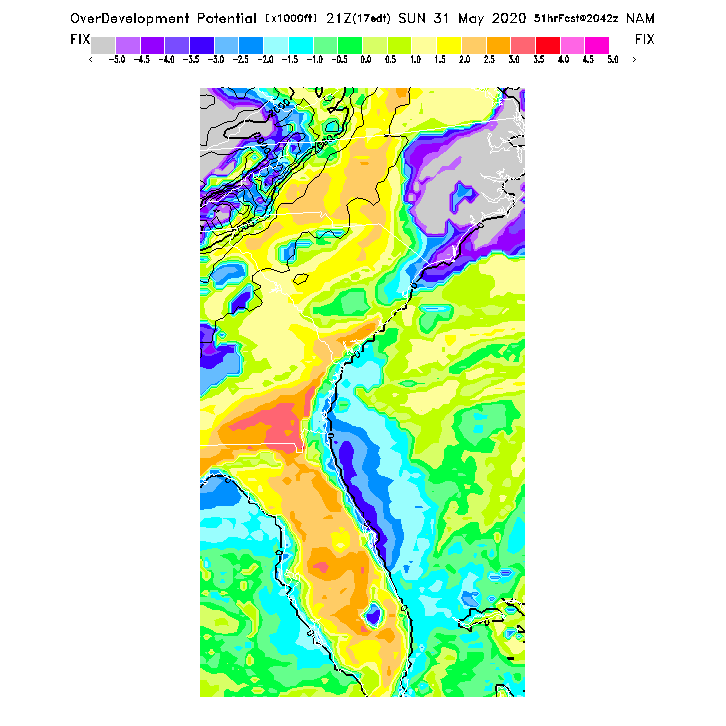 OverDevelopment Potential [x1000ft] 21Z(17edt) SUN 31 May 2020 51hrFcst@2042z NAM
FIX FIX
< -5.0 -4.5 -4.0 -3.5 -3.0 -2.5 -2.0 -1.5 -1.0 -0.5 0.0 0.5 1.0 1.5 2.0 2.5 3.0 3.5 4.0 4.5 5.0 >